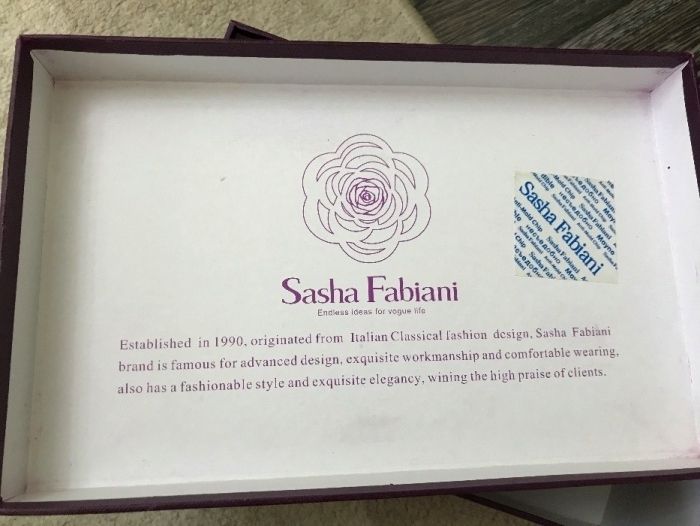 Sasha Fabiani
Endless ideas for vogue life
Established in 1990, originated from Italian Classical fashion design, Sasha Fabiani
brand is famous for advanced design, exquisite workmanship and comfortable wearing,
also has a fashionable style and exquisite elegancy, wining the high praise of clients.
Sasha Fabiani